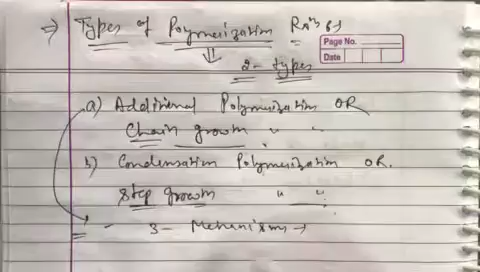 ⇒) Types of Polymerization Rxns :-
Page No.
Date
⇓
2 - types
a) Additional Polymerization OR
Chain growth " "
b) Condensation Polymerization OR.
Step growth " "
- 3 - Mechanisms →